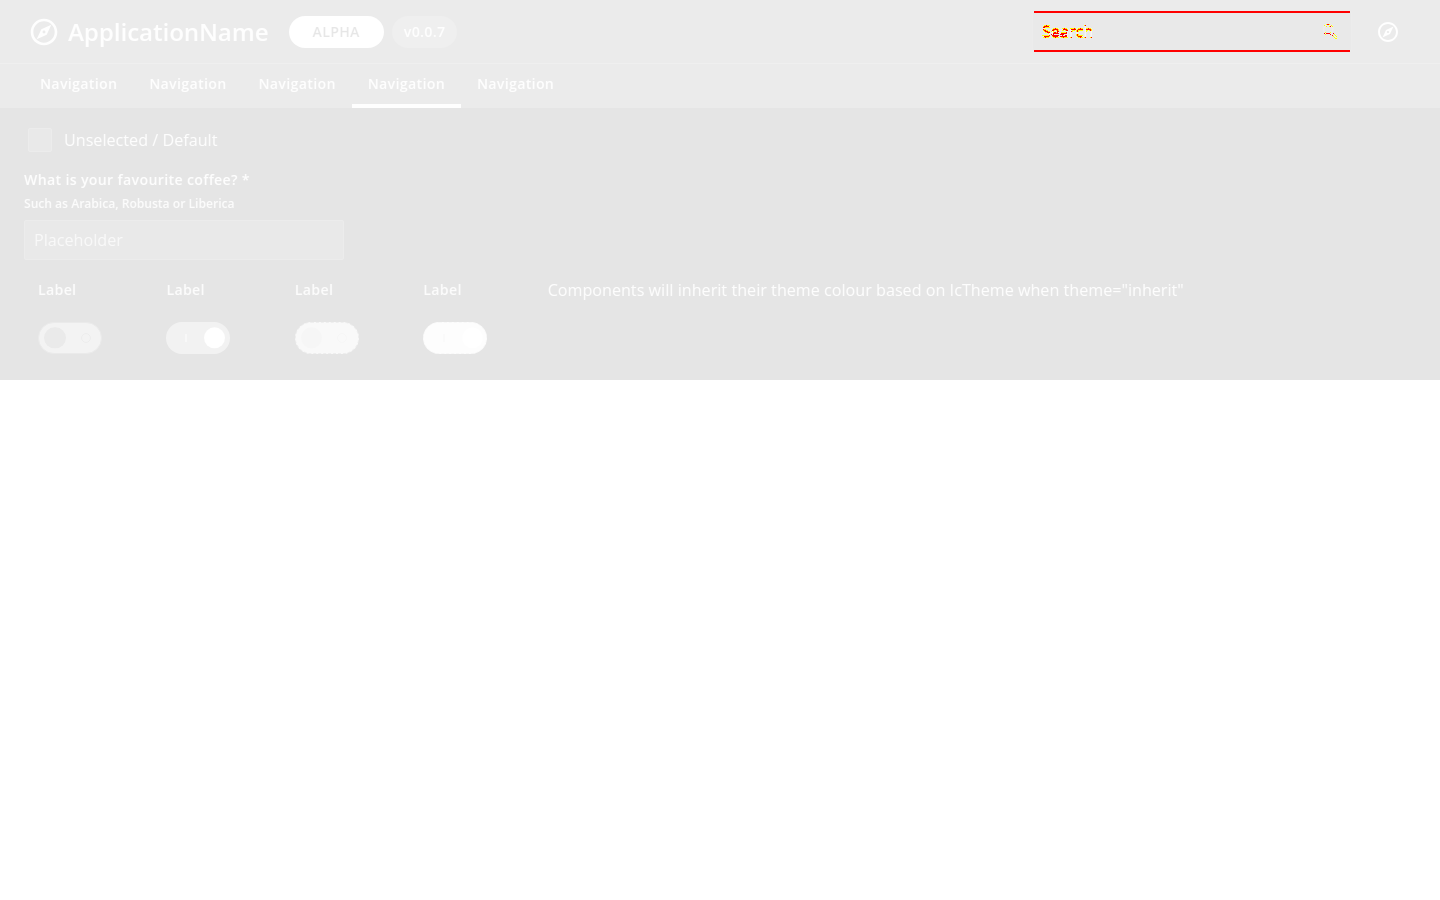 ApplicationName ALPHA v0.0.7 Search
Navigation Navigation Navigation Navigation Navigation
Unselected / Default
What is your favourite coffee? *
Such as Arabica, Robusta or Liberica
Placeholder
Label Label Label Label Components will inherit their theme colour based on IcTheme when theme="inherit"